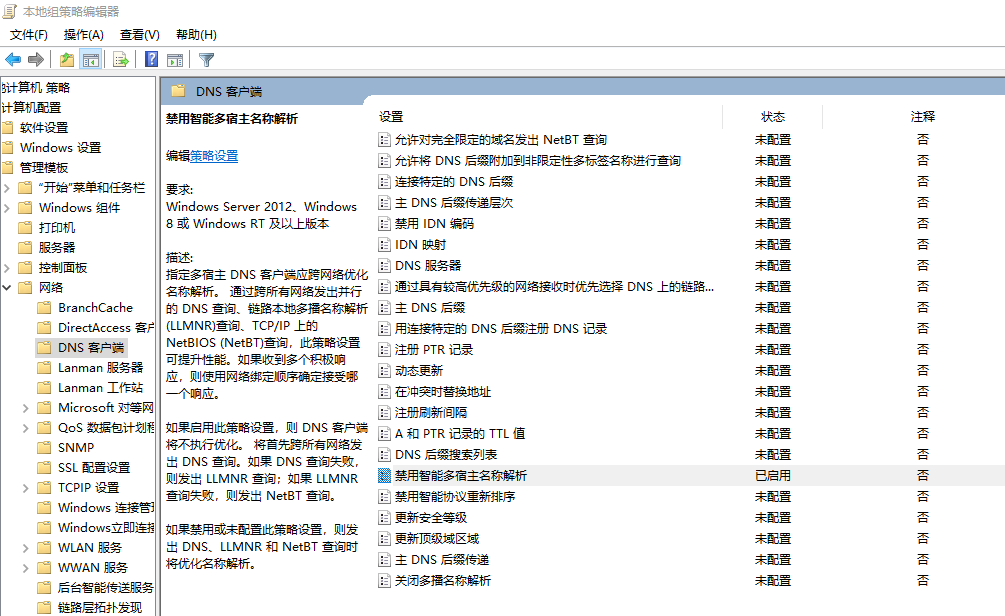 本地组策略编辑器
文件(F) 操作(A) 查看(V) 帮助(H)
计算机 策略
计算机配置
软件设置
Windows 设置
管理模板
"开始"菜单和任务栏
Windows 组件
打印机
服务器
控制面板
网络
BranchCache
DirectAccess 客户
DNS 客户端
Lanman 服务器
Lanman 工作站
Microsoft 对等网
QoS 数据包计划程
SNMP
SSL 配置设置
TCPIP 设置
Windows 连接管理
Windows立即连接
WLAN 服务
WWAN 服务
后台智能传送服务
链路层拓扑发现
DNS 客户端
禁用智能多宿主名称解析
编辑策略设置
要求:
Windows Server 2012、Windows
8 或 Windows RT 及以上版本
描述:
指定多宿主 DNS 客户端应跨网络优化
名称解析。 通过跨所有网络发出并行
的 DNS 查询、链路本地多播名称解析
(LLMNR)查询、TCP/IP 上的
NetBIOS (NetBT)查询，此策略设置
可提升性能。如果收到多个积极响
应，则使用网络绑定顺序确定接受哪
一个响应。
如果启用此策略设置，则 DNS 客户端
将不执行优化。 将首先跨所有网络发
出 DNS 查询。如果 DNS 查询失败，
则发出 LLMNR 查询；如果 LLMNR
查询失败，则发出 NetBT 查询。
如果禁用或未配置此策略设置，则发
出 DNS、LLMNR 和 NetBT 查询时
将优化名称解析。
设置 状态 注释
允许对完全限定的域名发出 NetBT 查询 未配置 否
允许将 DNS 后缀附加到非限定性多标签名称进行查询 未配置 否
连接特定的 DNS 后缀 未配置 否
主 DNS 后缀传递层次 未配置 否
禁用 IDN 编码 未配置 否
IDN 映射 未配置 否
DNS 服务器 未配置 否
通过具有较高优先级的网络接收时优先选择 DNS 上的链路... 未配置 否
主 DNS 后缀 未配置 否
用连接特定的 DNS 后缀注册 DNS 记录 未配置 否
注册 PTR 记录 未配置 否
动态更新 未配置 否
在冲突时替换地址 未配置 否
注册刷新间隔 未配置 否
A 和 PTR 记录的 TTL 值 未配置 否
DNS 后缀搜索列表 未配置 否
禁用智能多宿主名称解析 已启用 否
禁用智能协议重新排序 未配置 否
更新安全等级 未配置 否
更新顶级域区域 未配置 否
主 DNS 后缀传递 未配置 否
关闭多播名称解析 未配置 否